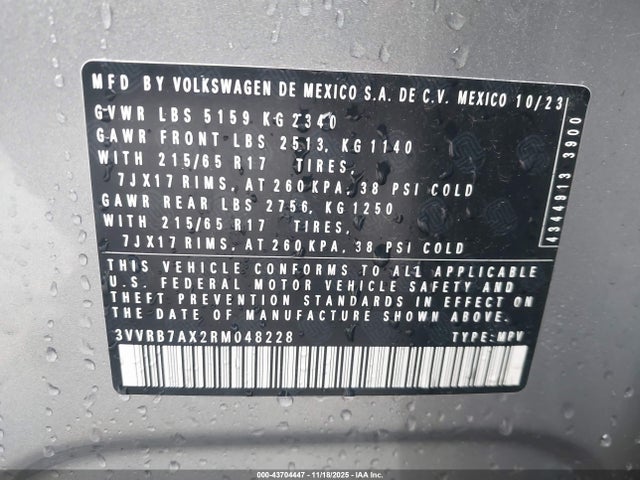 MFD BY VOLKSWAGEN DE MEXICO S.A. DE C.V. MEXICO 10/23
GVWR LBS 5159 KG 2340
GAWR FRONT LBS 2513, KG 1140
WITH 215/65 R17 TIRES,
7JX17 RIMS, AT 260 KPA, 38 PSI COLD
GAWR REAR LBS 2756, KG 1250
WITH 215/65 R17 TIRES,
7JX17 RIMS, AT 260 KPA, 38 PSI COLD
4344913 3900
THIS VEHICLE CONFORMS TO ALL APPLICABLE
U.S. FEDERAL MOTOR VEHICLE SAFETY AND
THEFT PREVENTION STANDARDS IN EFFECT ON
THE DATE OF MANUFACTURE SHOWN ABOVE.
3VVRB7AX2RM048228 TYPE: MPV
000-43704447 - 11/18/2025 - IAA, Inc.